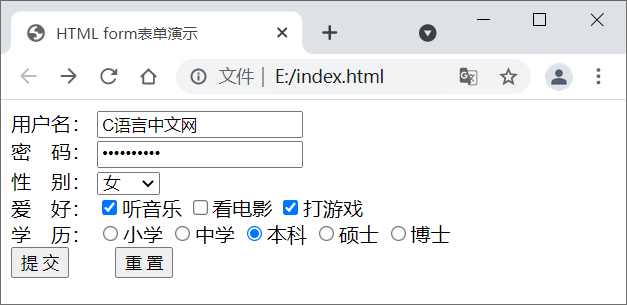 HTML form表单演示
文件 E:/index.html
用户名： C语言中文网
密 码： ••••••••••
性 别： 女
爱 好： 听音乐 看电影 打游戏
学 历： 小学 中学 本科 硕士 博士
提 交 重 置